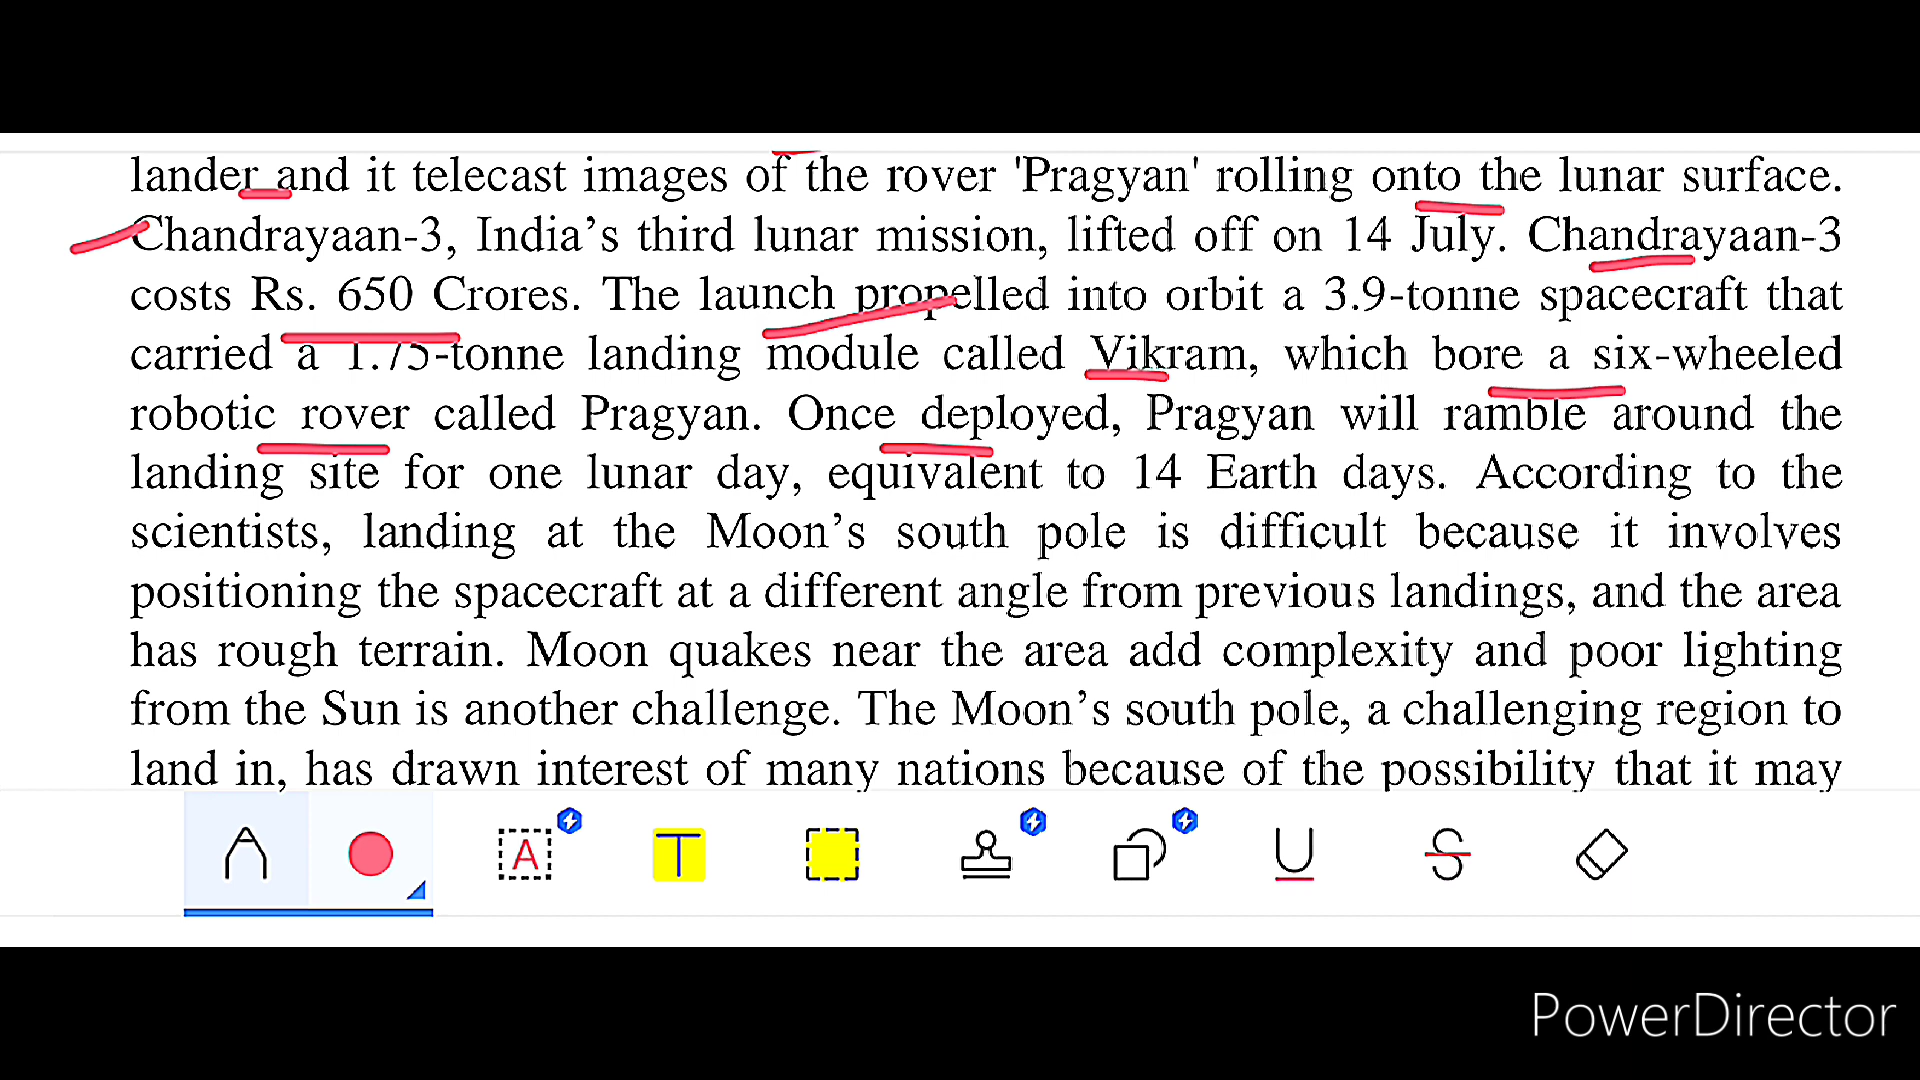 lander and it telecast images of the rover 'Pragyan' rolling onto the lunar surface.
Chandrayaan-3, India’s third lunar mission, lifted off on 14 July. Chandrayaan-3
costs Rs. 650 Crores. The launch propelled into orbit a 3.9-tonne spacecraft that
carried a 1.75-tonne landing module called Vikram, which bore a six-wheeled
robotic rover called Pragyan. Once deployed, Pragyan will ramble around the
landing site for one lunar day, equivalent to 14 Earth days. According to the
scientists, landing at the Moon’s south pole is difficult because it involves
positioning the spacecraft at a different angle from previous landings, and the area
has rough terrain. Moon quakes near the area add complexity and poor lighting
from the Sun is another challenge. The Moon’s south pole, a challenging region to
land in, has drawn interest of many nations because of the possibility that it may
A T U S
PowerDirector